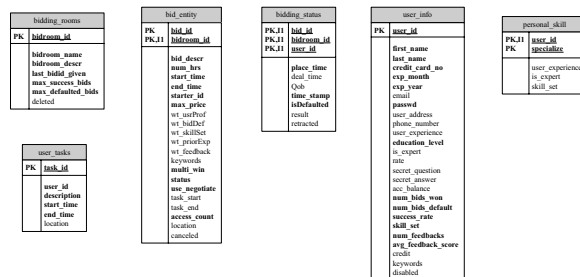 bidding_rooms
PK bidroom_id
bidroom_name
bidroom_descr
last_bidid_given
max_success_bids
max_defaulted_bids
deleted
user_tasks
PK task_id
user_id
description
start_time
end_time
location
bid_entity
PK bid_id
PK,I1 bidroom_id
bid_descr
num_hrs
start_time
end_time
starter_id
max_price
wt_usrProf
wt_bidDef
wt_skillSet
wt_priorExp
wt_feedback
keywords
multi_win
status
use_negotiate
task_start
task_end
access_count
location
canceled
bidding_status
PK,I1 bid_id
PK,I1 bidroom_id
PK,I1 user_id
place_time
deal_time
Qob
time_stamp
isDefaulted
result
retracted
user_info
PK user_id
first_name
last_name
credit_card_no
exp_month
exp_year
email
passwd
user_address
phone_number
user_experience
education_level
is_expert
rate
secret_question
secret_answer
acc_balance
num_bids_won
num_bids_default
success_rate
skill_set
num_feedbacks
avg_feedback_score
credit
keywords
disabled
personal_skill
PK,I1 user_id
PK specialize
user_experience
is_expert
skill_set